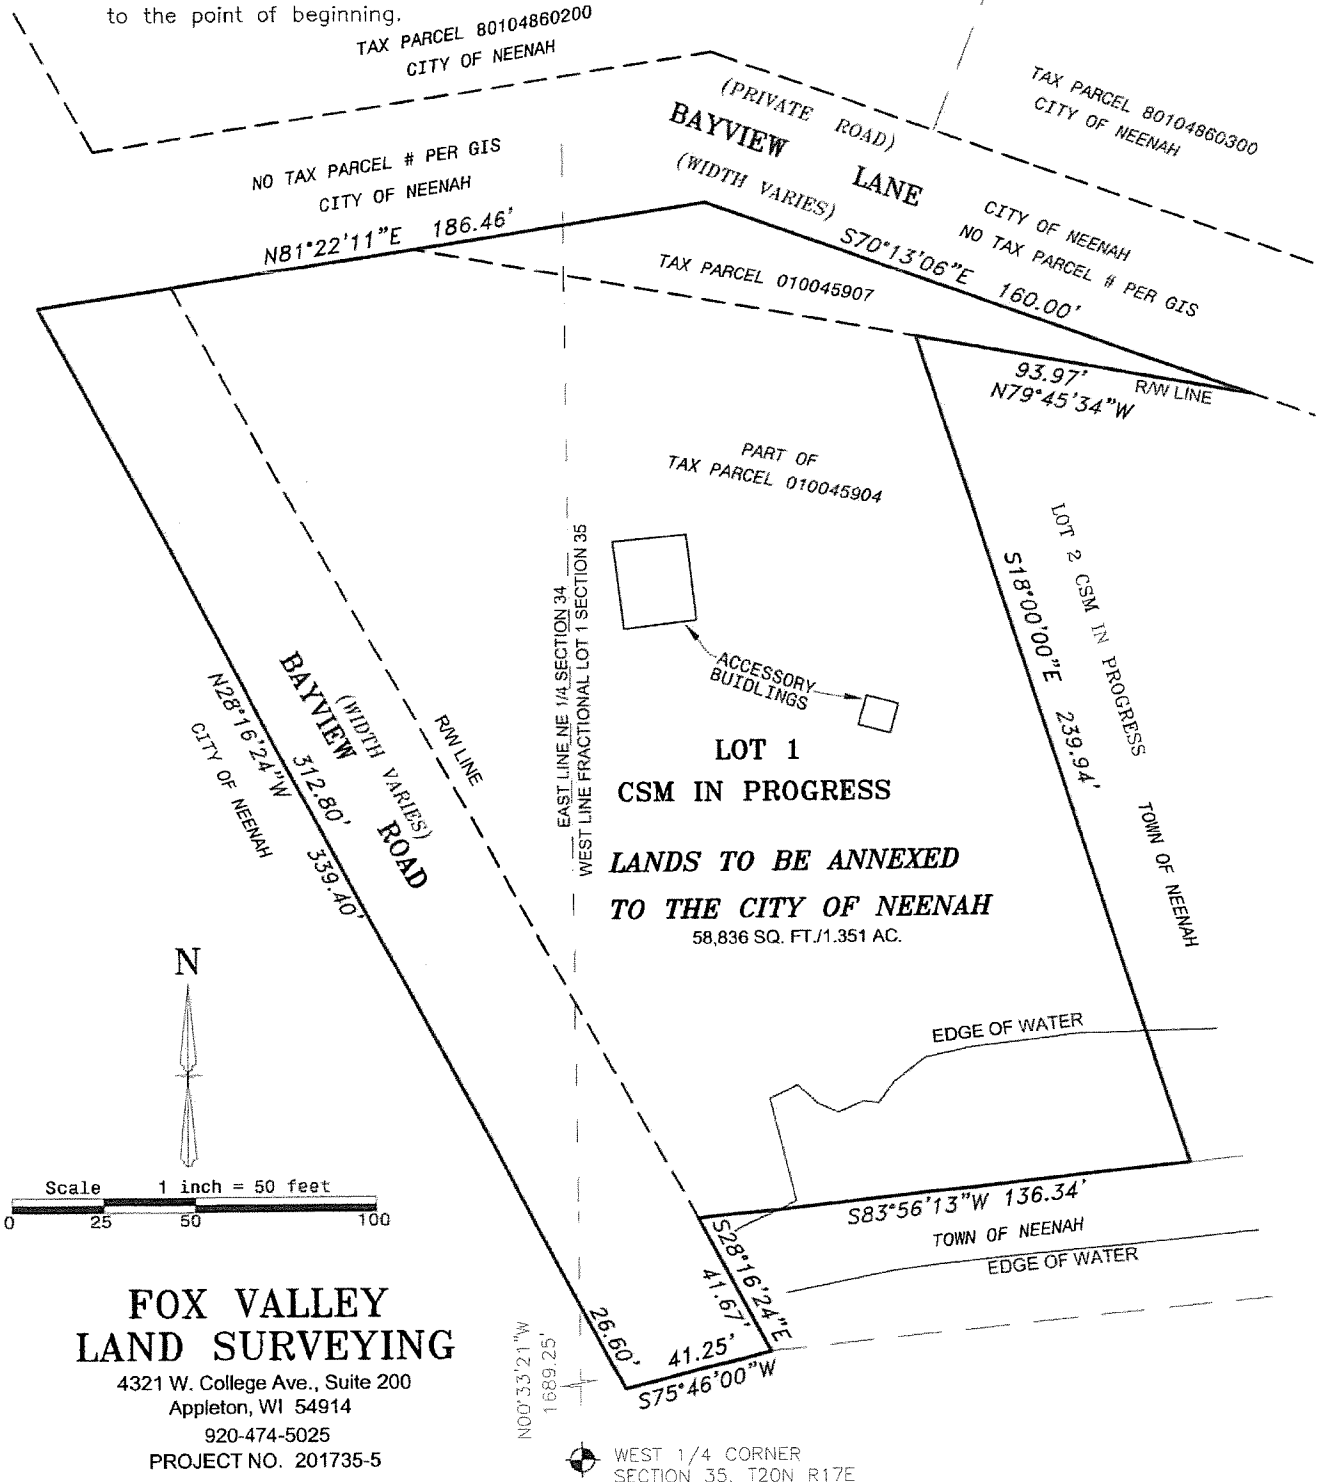 to the point of beginning.
TAX PARCEL 80104860200
CITY OF NEENAH
TAX PARCEL 80104860300
CITY OF NEENAH
(PRIVATE ROAD)
BAYVIEW LANE
(WIDTH VARIES)
NO TAX PARCEL # PER GIS
CITY OF NEENAH
N81°22'11"E 186.46'
CITY OF NEENAH
NO TAX PARCEL # PER GIS
S70°13'06"E 160.00'
TAX PARCEL 010045907
93.97'
N79°45'34"W
R/W LINE
PART OF
TAX PARCEL 010045904
LOT 2 CSM IN PROGRESS
TOWN OF NEENAH
S18°00'00"E 239.94'
EAST LINE NE 1/4 SECTION 34
WEST LINE FRACTIONAL LOT 1 SECTION 35
ACCESSORY
BUIDLINGS
BAYVIEW ROAD
(WIDTH VARIES)
R/W LINE
N28°16'24"W
312.80'
339.40'
CITY OF NEENAH
LOT 1
CSM IN PROGRESS
LANDS TO BE ANNEXED
TO THE CITY OF NEENAH
58,836 SQ. FT./1.351 AC.
N
EDGE OF WATER
Scale 1 inch = 50 feet
0 25 50 100
S83°56'13"W 136.34'
TOWN OF NEENAH
EDGE OF WATER
S28°16'24"E
41.67'
26.60'
41.25'
S75°46'00"W
FOX VALLEY
LAND SURVEYING
4321 W. College Ave., Suite 200
Appleton, WI 54914
920-474-5025
PROJECT NO. 201735-5
N00°33'21"W
1689.25'
WEST 1/4 CORNER
SECTION 35, T20N R17E